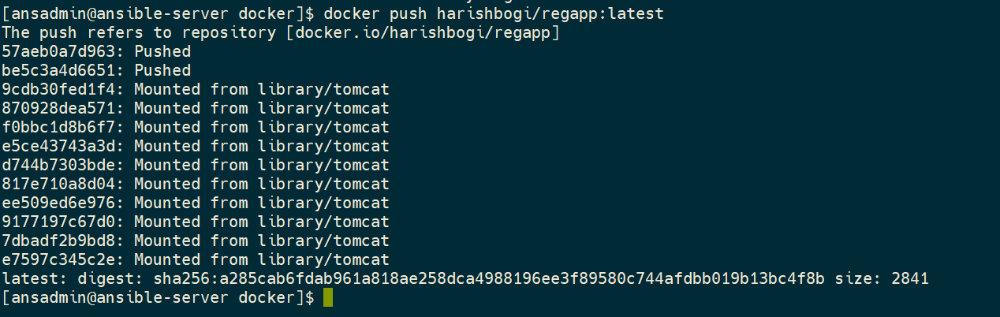 [ansadmin@ansible-server docker]$ docker push harishbogi/regapp:latest
The push refers to repository [docker.io/harishbogi/regapp]
57aeb0a7d963: Pushed
be5c3a4d6651: Pushed
9cdb30fed1f4: Mounted from library/tomcat
870928dea571: Mounted from library/tomcat
f0bbc1d8b6f7: Mounted from library/tomcat
e5ce43743a3d: Mounted from library/tomcat
d744b7303bde: Mounted from library/tomcat
817e710a8d04: Mounted from library/tomcat
ee509ed6e976: Mounted from library/tomcat
9177197c67d0: Mounted from library/tomcat
7dbadf2b9bd8: Mounted from library/tomcat
e7597c345c2e: Mounted from library/tomcat
latest: digest: sha256:a285cab6fdab961a818ae258dca4988196ee3f89580c744afdbb019b13bc4f8b size: 2841
[ansadmin@ansible-server docker]$